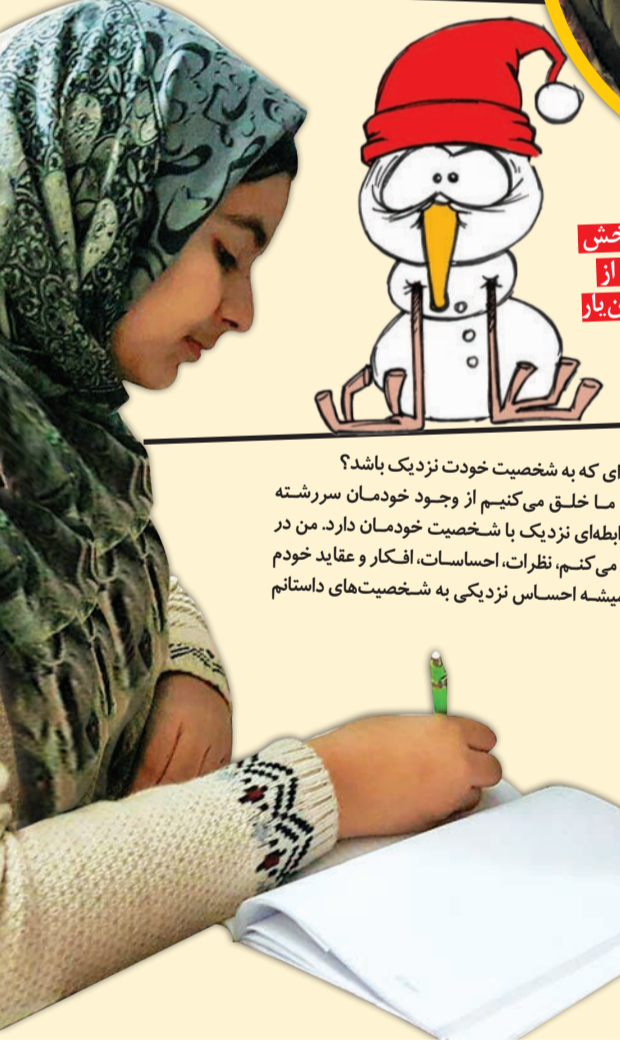 خش
از
ن‌یار
ای که به شخصیت خودت نزدیک باشد؟
ما خلق می‌کنیم از وجود خودمان سررشته
ابطه‌ای نزدیک با شخصیت خودمان دارد. من در
می‌کنم، نظرات، احساسات، افکار و عقاید خودم
میشه احساس نزدیکی به شخصیت‌های داستانم